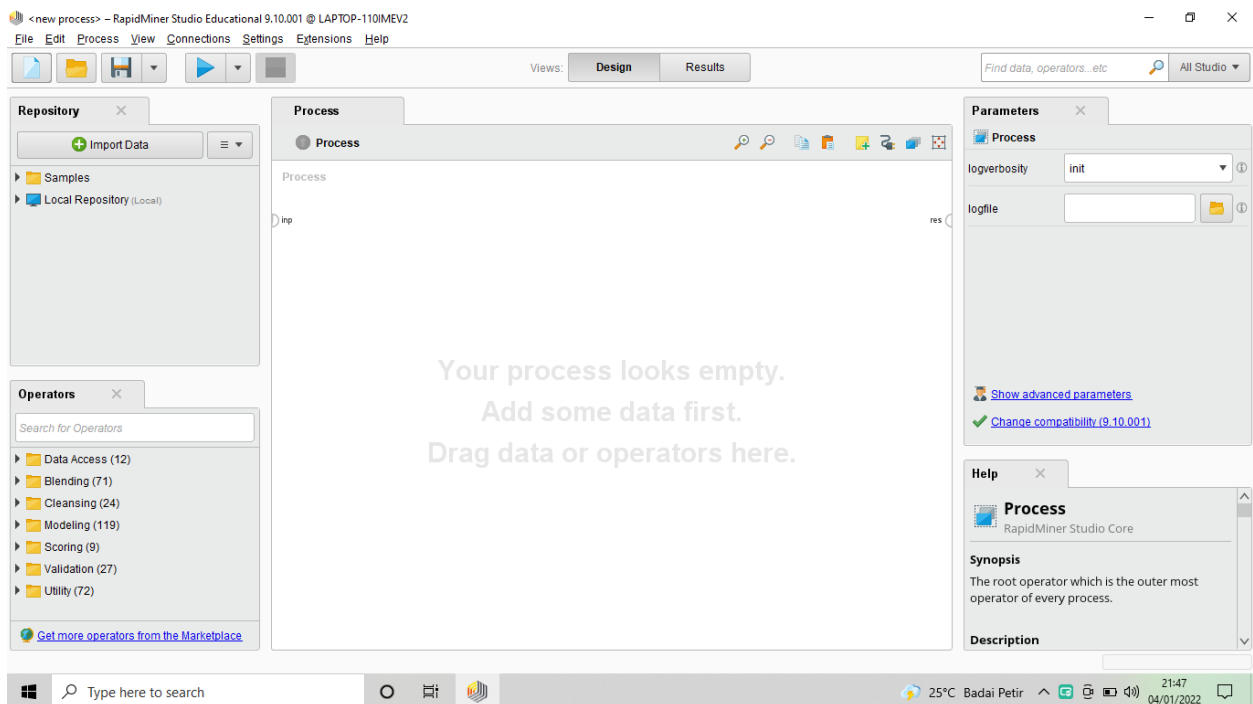 <new process> – RapidMiner Studio Educational 9.10.001 @ LAPTOP-110IMEV2
File Edit Process View Connections Settings Extensions Help
Views: Design Results
Find data, operators...etc
All Studio
Repository
Import Data
Samples
Local Repository (Local)
Operators
Search for Operators
Data Access (12)
Blending (71)
Cleansing (24)
Modeling (119)
Scoring (9)
Validation (27)
Utility (72)
Get more operators from the Marketplace
Process
Process
Process
inp
res
Your process looks empty.
Add some data first.
Drag data or operators here.
Parameters
Process
logverbosity init
logfile
Show advanced parameters
Change compatibility (9.10.001)
Help
Process
RapidMiner Studio Core
Synopsis
The root operator which is the outer most
operator of every process.
Description
Type here to search
25°C Badai Petir
21:47
04/01/2022